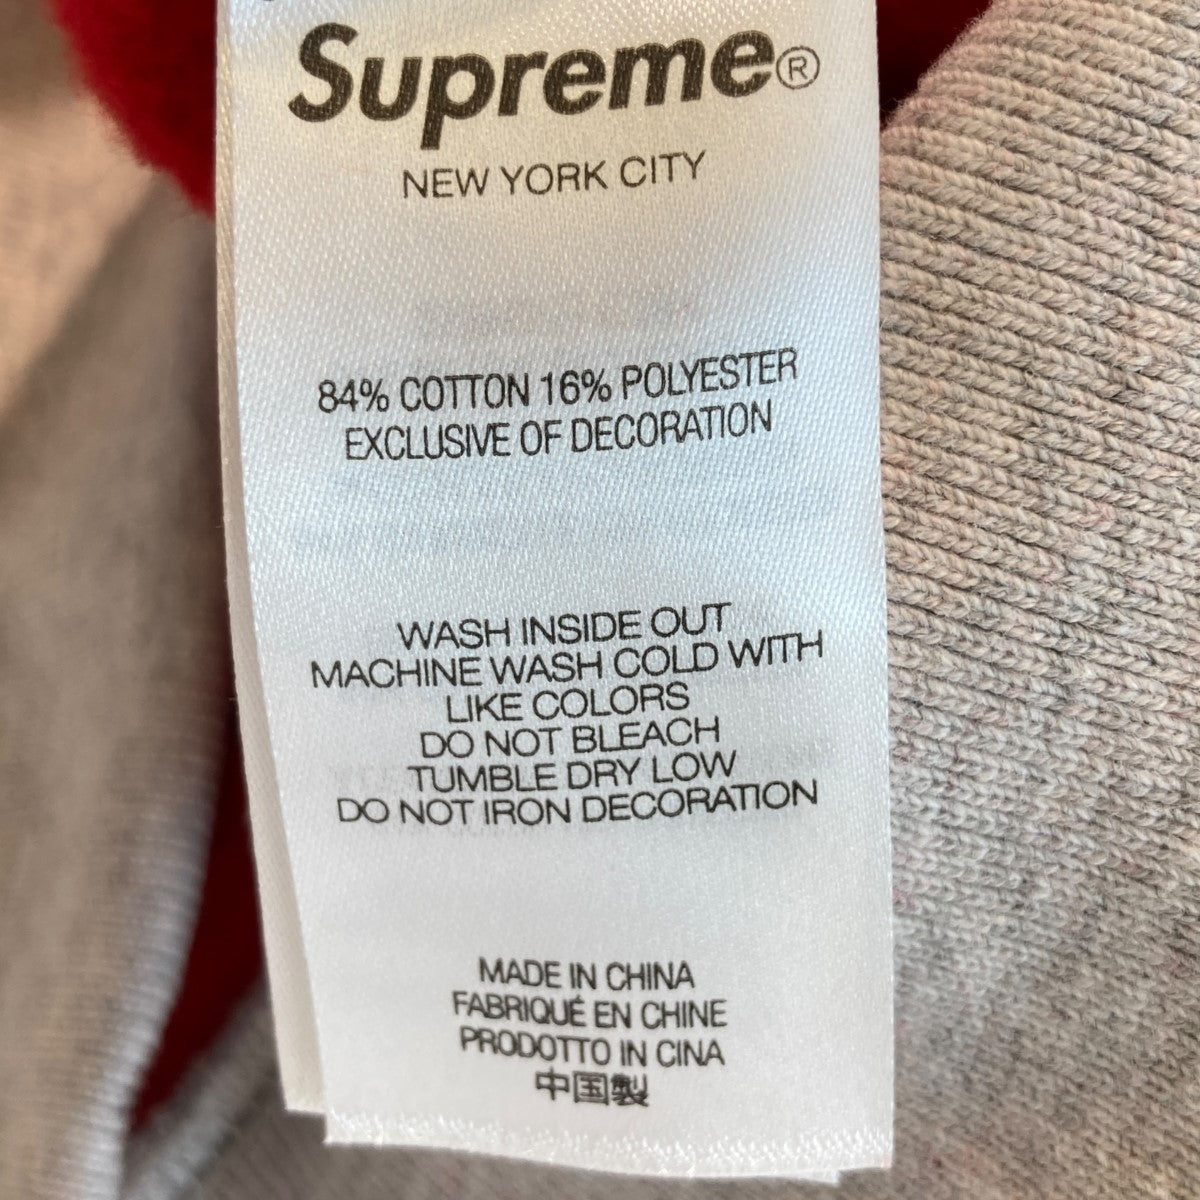 Supreme®
NEW YORK CITY
84% COTTON 16% POLYESTER
EXCLUSIVE OF DECORATION
WASH INSIDE OUT
MACHINE WASH COLD WITH
LIKE COLORS
DO NOT BLEACH
TUMBLE DRY LOW
DO NOT IRON DECORATION
MADE IN CHINA
FABRIQUÉ EN CHINE
PRODOTTO IN CINA
中国製